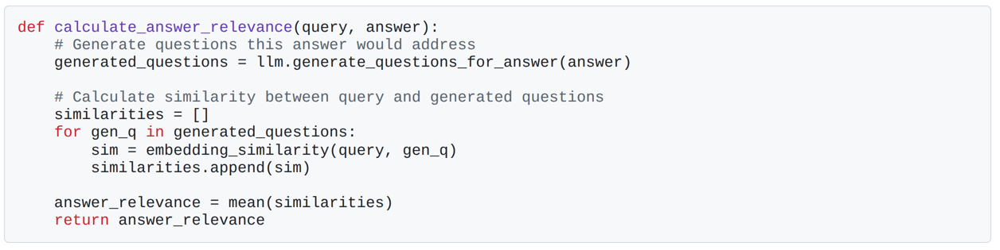 def calculate_answer_relevance(query, answer):
    # Generate questions this answer would address
    generated_questions = llm.generate_questions_for_answer(answer)

    # Calculate similarity between query and generated questions
    similarities = []
    for gen_q in generated_questions:
        sim = embedding_similarity(query, gen_q)
        similarities.append(sim)

    answer_relevance = mean(similarities)
    return answer_relevance